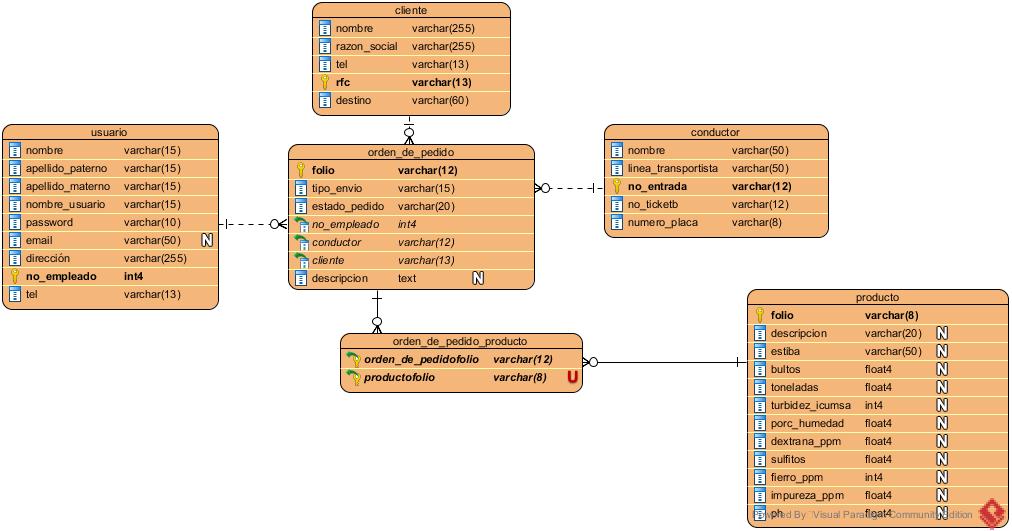 cliente
nombre varchar(255)
razon_social varchar(255)
tel varchar(13)
rfc varchar(13)
destino varchar(60)
usuario
nombre varchar(15)
apellido_paterno varchar(15)
apellido_materno varchar(15)
nombre_usuario varchar(15)
password varchar(10)
email varchar(50) N
dirección varchar(255)
no_empleado int4
tel varchar(13)
orden_de_pedido
folio varchar(12)
tipo_envio varchar(15)
estado_pedido varchar(20)
no_empleado int4
conductor varchar(12)
cliente varchar(13)
descripcion text N
conductor
nombre varchar(50)
linea_transportista varchar(50)
no_entrada varchar(12)
no_ticketb varchar(12)
numero_placa varchar(8)
orden_de_pedido_producto
orden_de_pedidofolio varchar(12)
productofolio varchar(8) U
producto
folio varchar(8)
descripcion varchar(20) N
estiba varchar(50) N
bultos float4 N
toneladas float4 N
turbidez_icumsa int4 N
porc_humedad float4 N
dextrana_ppm float4 N
sulfitos float4 N
fierro_ppm int4 N
impureza_ppm float4 N
ph float4 N
Powered By Visual Paradigm Community Edition